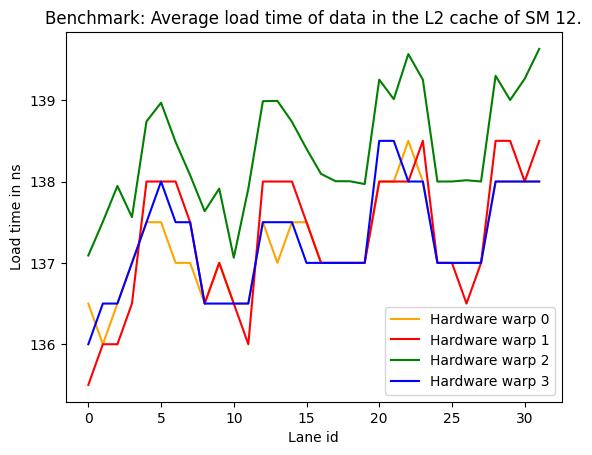 Benchmark: Average load time of data in the L2 cache of SM 12.
Load time in ns
139
138
137
136
Hardware warp 0
Hardware warp 1
Hardware warp 2
Hardware warp 3
0 5 10 15 20 25 30
Lane id